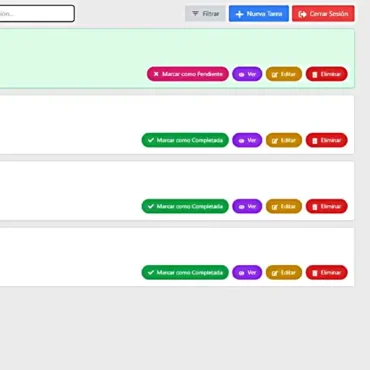 ión... Filtrar Nueva Tarea Cerrar Sesión
Marcar como Pendiente Ver Editar Eliminar
Marcar como Completada Ver Editar Eliminar
Marcar como Completada Ver Editar Eliminar
Marcar como Completada Ver Editar Eliminar